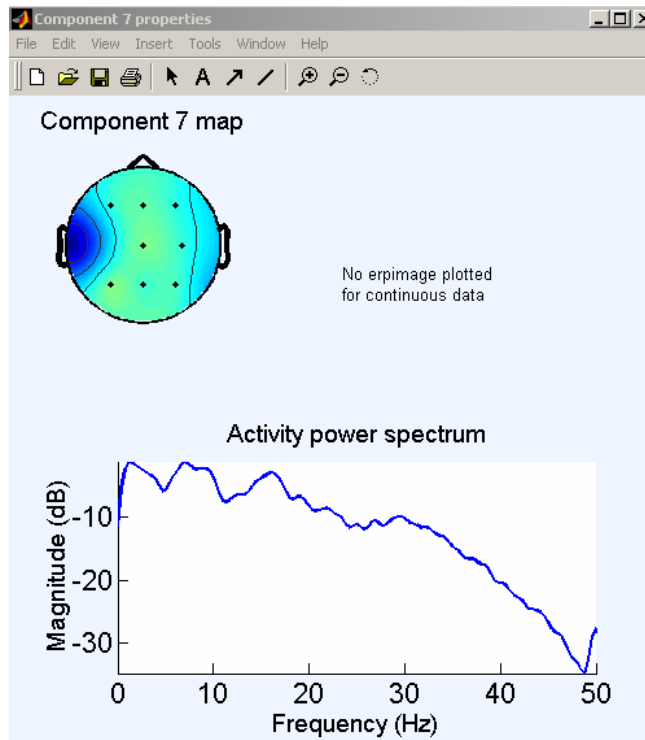 Component 7 properties
File Edit View Insert Tools Window Help
A
Component 7 map
No erpimage plotted
for continuous data
Activity power spectrum
Magnitude (dB)
-10
-20
-30
0 10 20 30 40 50
Frequency (Hz)